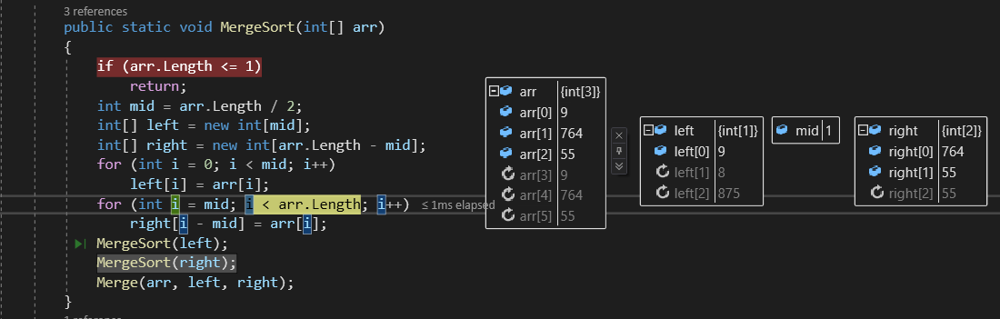 3 references
public static void MergeSort(int[] arr)
{
if (arr.Length <= 1)
return;
int mid = arr.Length / 2;
int[] left = new int[mid];
int[] right = new int[arr.Length - mid];
for (int i = 0; i < mid; i++)
left[i] = arr[i];
for (int i = mid; i < arr.Length; i++) ≤ 1ms elapsed
right[i - mid] = arr[i];
MergeSort(left);
MergeSort(right);
Merge(arr, left, right);
}
1 reference
arr {int[3]}
arr[0] 9
arr[1] 764
arr[2] 55
arr[3] 9
arr[4] 764
arr[5] 55
left {int[1]}
left[0] 9
left[1] 8
left[2] 875
mid 1
right {int[2]}
right[0] 764
right[1] 55
right[2] 55